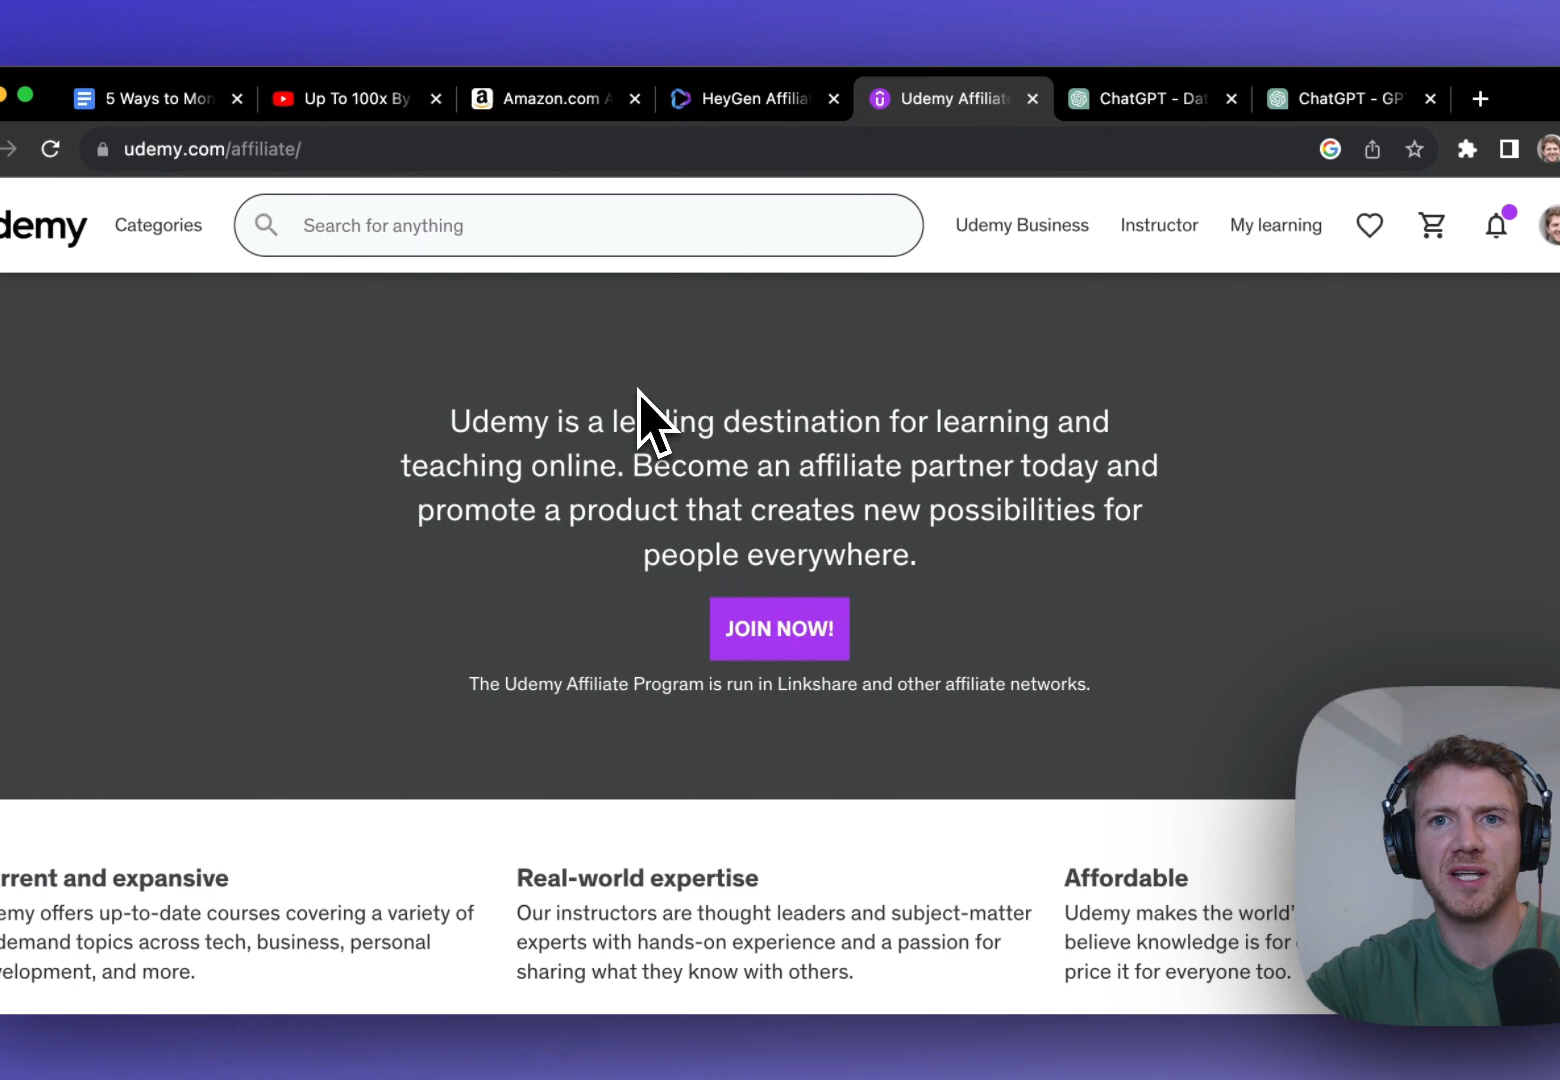 5 Ways to Mon
Up To 100x By
Amazon.com A
HeyGen Affilia
Udemy Affiliat
ChatGPT - Dat
ChatGPT - GP
udemy.com/affiliate/
demy
Categories
Search for anything
Udemy Business
Instructor
My learning
Udemy is a leading destination for learning and
teaching online. Become an affiliate partner today and
promote a product that creates new possibilities for
people everywhere.
JOIN NOW!
The Udemy Affiliate Program is run in Linkshare and other affiliate networks.
rrent and expansive
emy offers up-to-date courses covering a variety of
demand topics across tech, business, personal
velopment, and more.
Real-world expertise
Our instructors are thought leaders and subject-matter
experts with hands-on experience and a passion for
sharing what they know with others.
Affordable
Udemy makes the world'
believe knowledge is for
price it for everyone too.